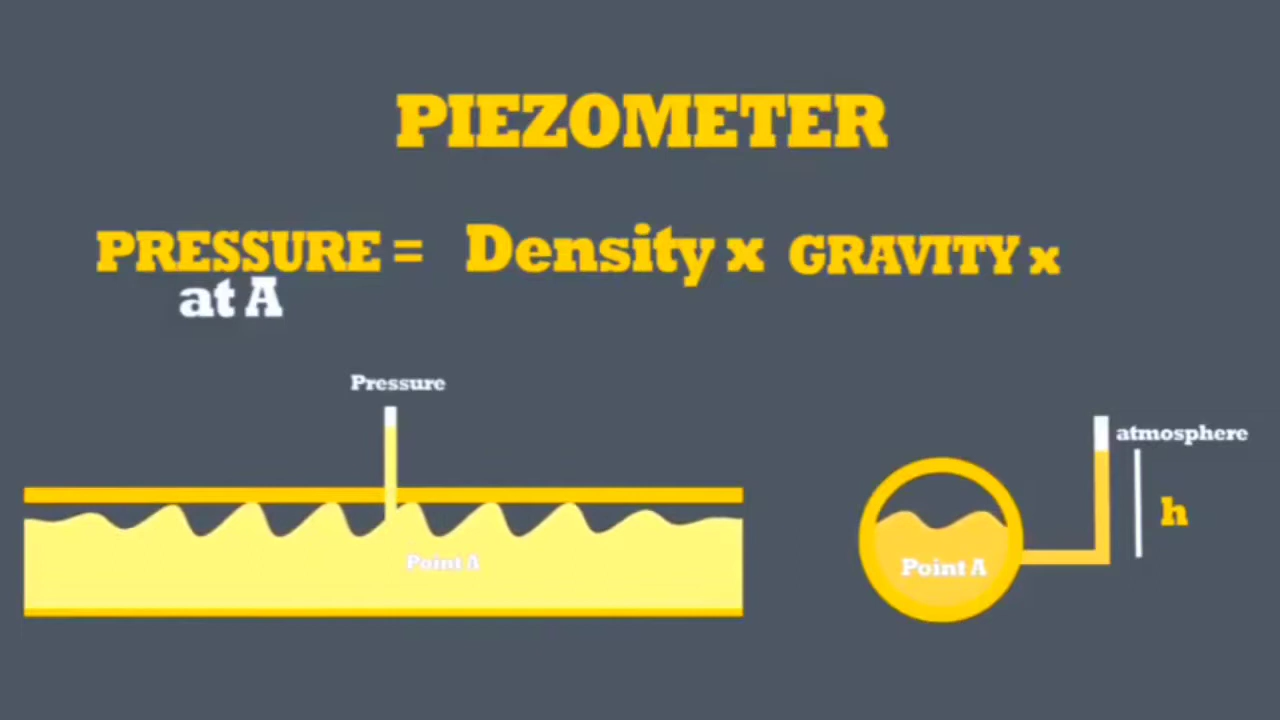 PIEZOMETER
PRESSURE = Density x GRAVITY x
at A
Pressure
atmosphere
h
Point A
Point A